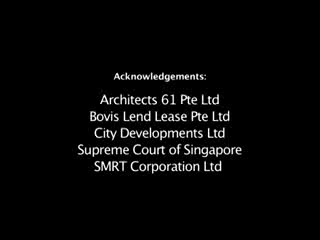 Acknowledgements:
Architects 61 Pte Ltd
Bovis Lend Lease Pte Ltd
City Developments Ltd
Supreme Court of Singapore
SMRT Corporation Ltd